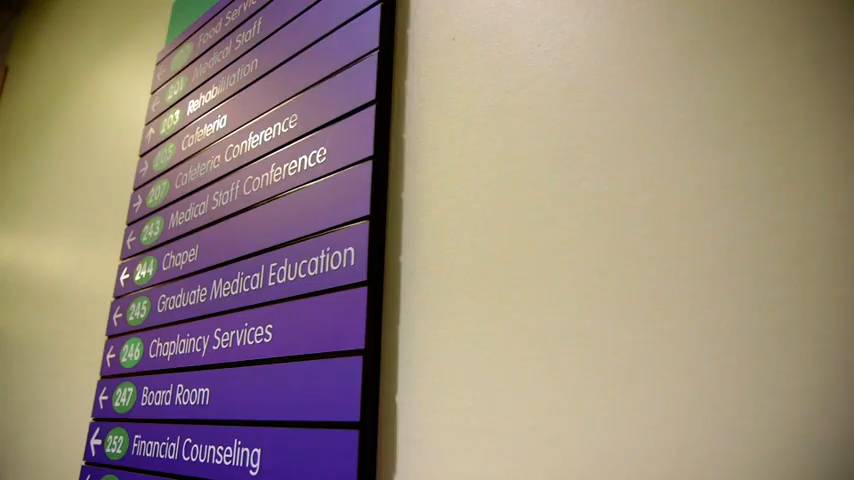 ← Food Servic
← 201 Medical Staff
↑ 203 Rehabilitation
→ 205 Cafeteria
→ 207 Cafeteria Conference
← 243 Medical Staff Conference
← 244 Chapel
← 245 Graduate Medical Education
← 246 Chaplaincy Services
← 247 Board Room
← 252 Financial Counseling